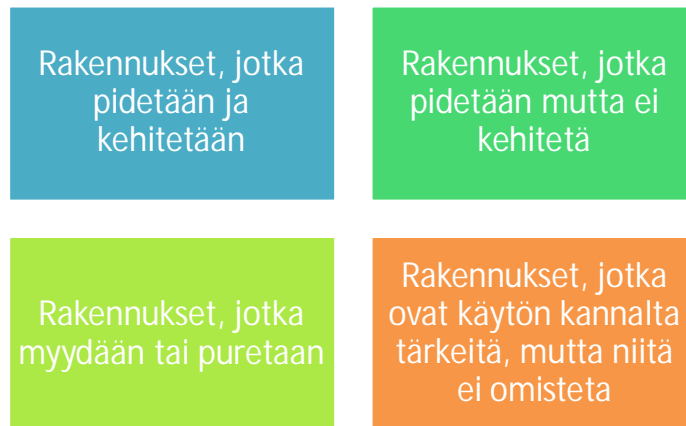 Rakennukset, jotka
pidetään ja
kehitetään
Rakennukset, jotka
pidetään mutta ei
kehitetä
Rakennukset, jotka
myydään tai puretaan
Rakennukset, jotka
ovat käytön kannalta
tärkeitä, mutta niitä
ei omisteta